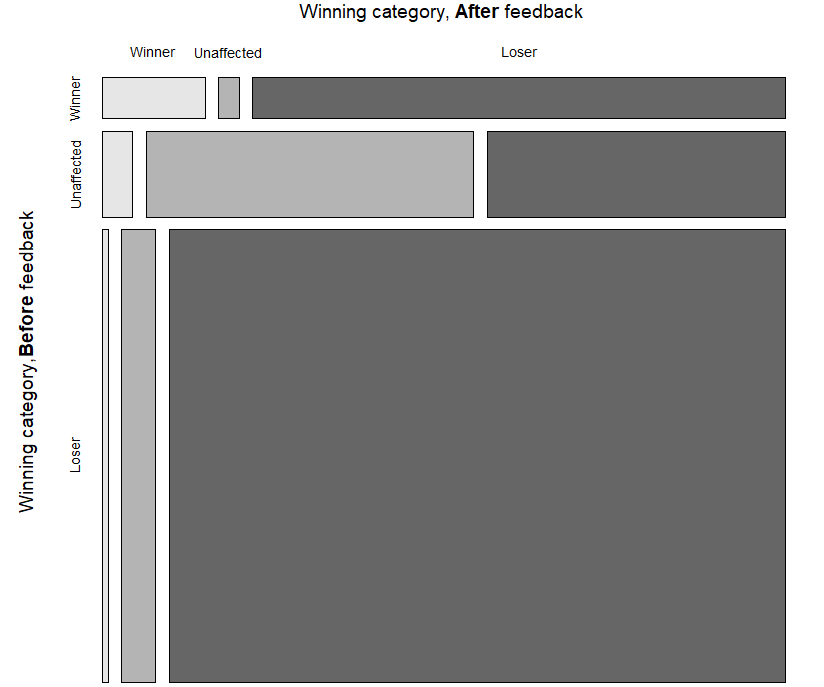 Winning category, After feedback
Winner Unaffected Loser
Winner
Unaffected
Loser
Winning category,Before feedback